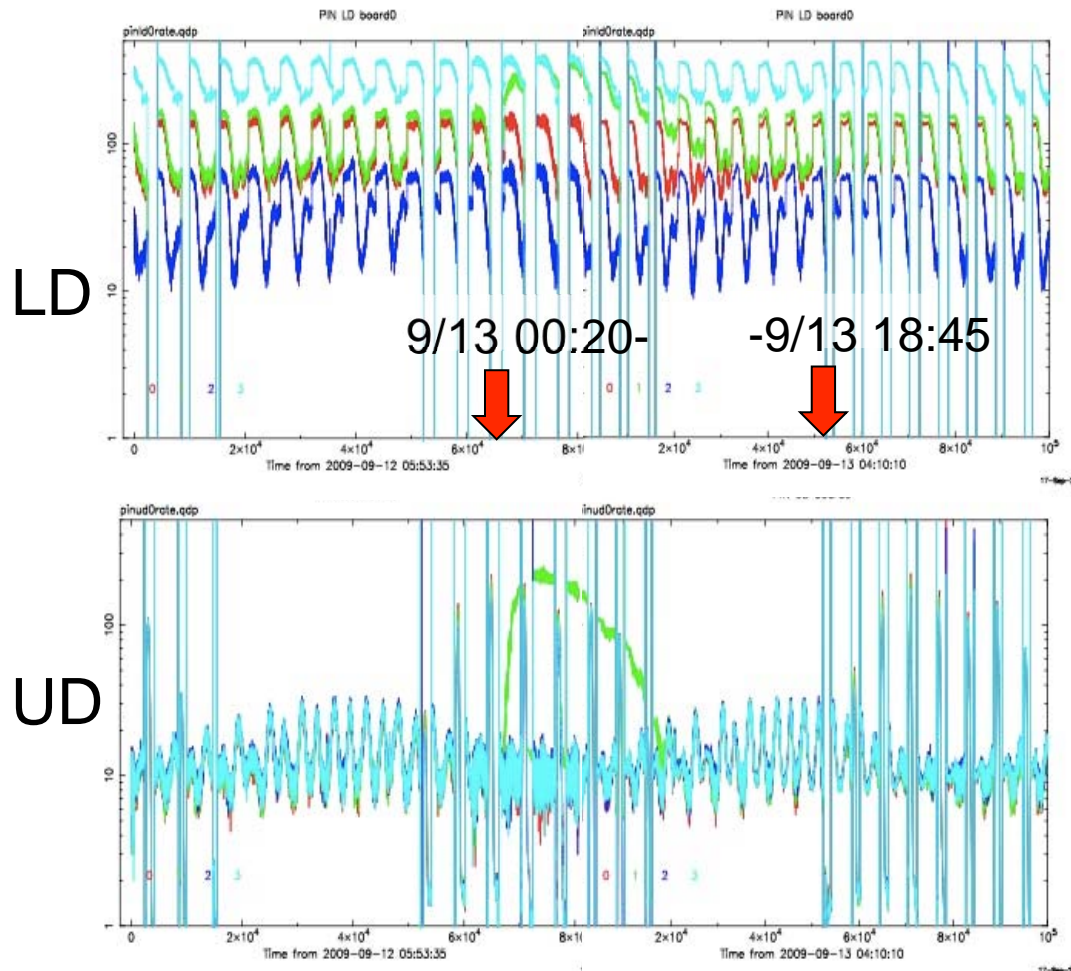 PIN LD board0
PIN LD board0
pinld0rate.qdp
100
10
1
LD
9/13 00:20-
-9/13 18:45
0 2 3
0 1 2 3
0 2×10⁴ 4×10⁴ 6×10⁴
2×10⁴ 4×10⁴ 6×10⁴ 8×10⁴ 10⁵
Time from 2009-09-12 05:53:35
Time from 2009-09-13 04:10:10
pinud0rate.qdp
100
10
1
UD
0 2 3
0 1 2 3
0 2×10⁴ 4×10⁴ 6×10⁴
2×10⁴ 4×10⁴ 6×10⁴ 8×10⁴ 10⁵
Time from 2009-09-12 05:53:35
Time from 2009-09-13 04:10:10